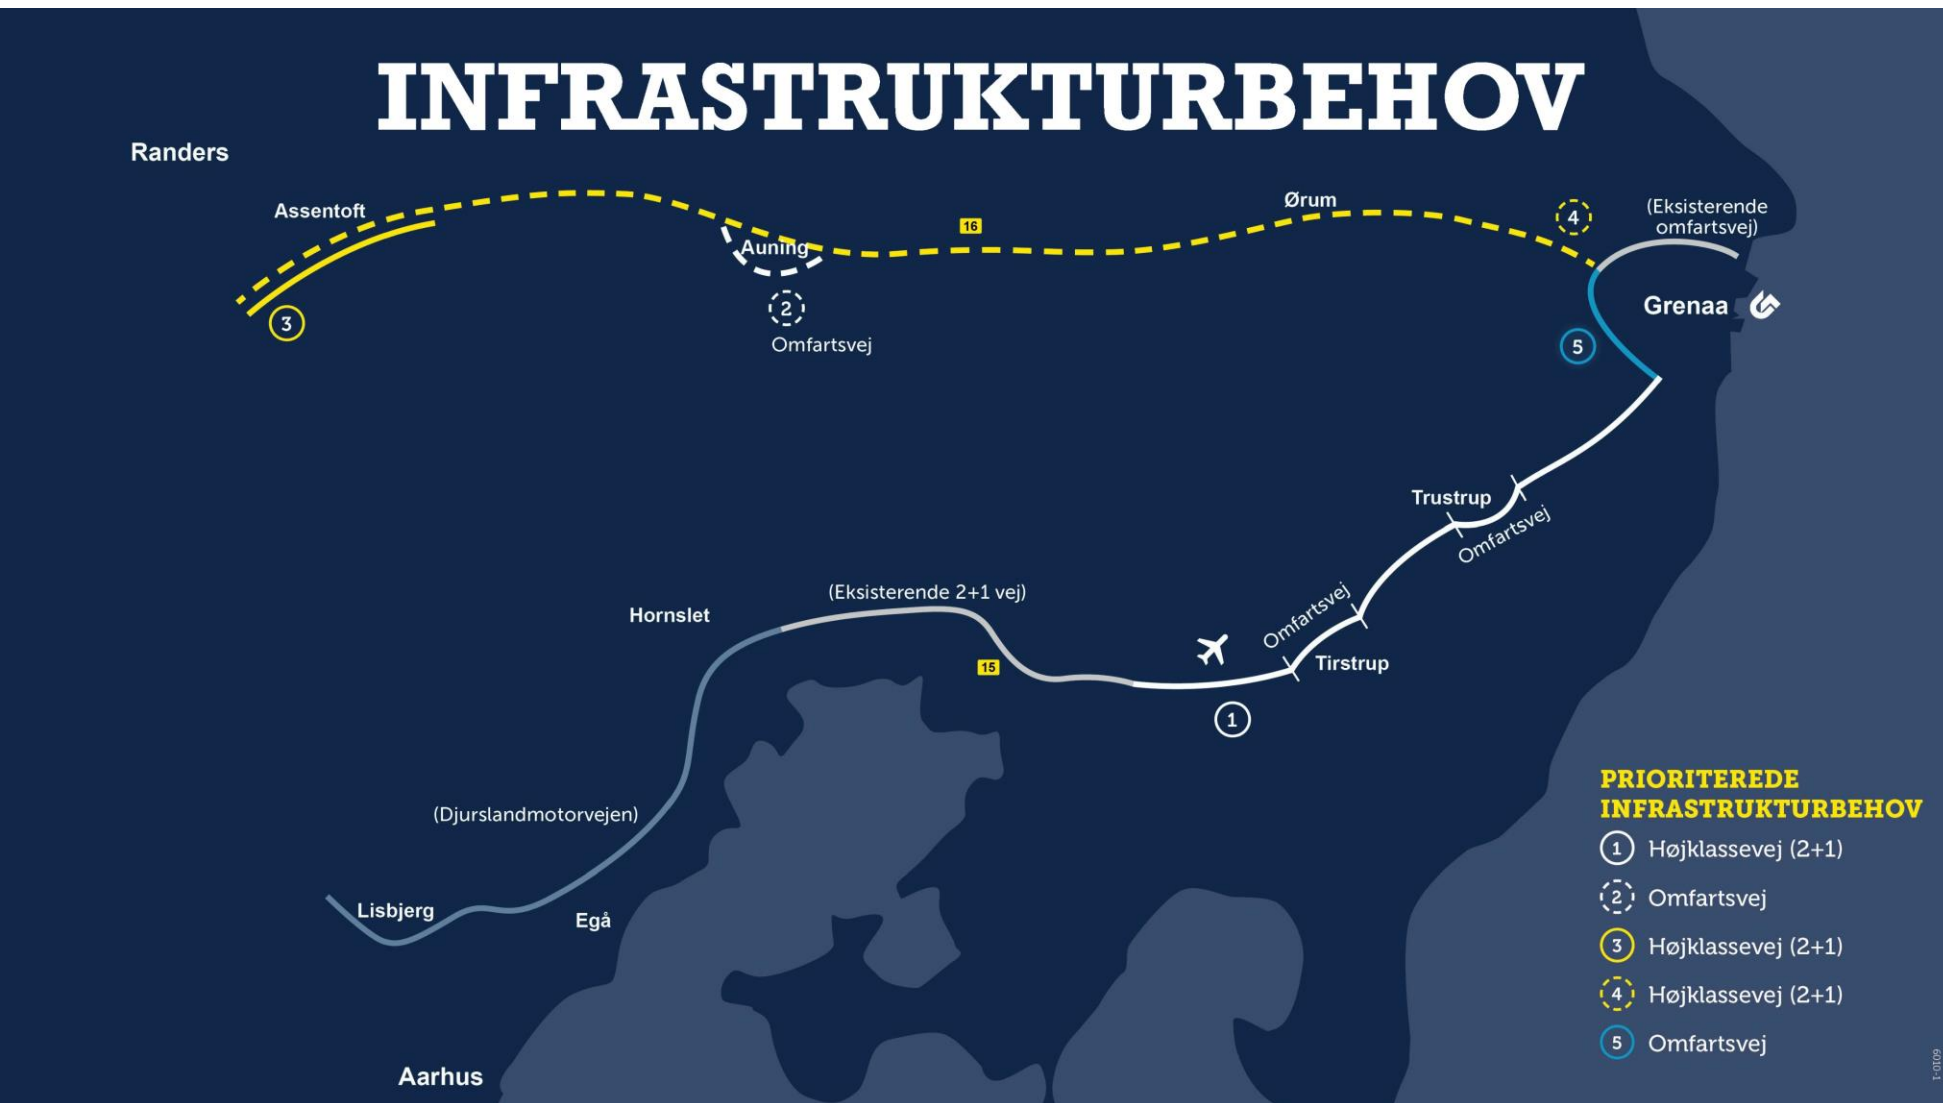 INFRASTRUKTURBEHOV
Randers
Assentoft
Ørum
4
(Eksisterende
omfartsvej)
16
Auning
Grenaa
3
2
Omfartsvej
5
Trustrup
Omfartsvej
(Eksisterende 2+1 vej)
Hornslet
Omfartsvej
15
Tirstrup
1
(Djurslandmotorvejen)
Lisbjerg
Egå
Aarhus
PRIORITEREDE
INFRASTRUKTURBEHOV
1 Højklassevej (2+1)
2 Omfartsvej
3 Højklassevej (2+1)
4 Højklassevej (2+1)
5 Omfartsvej
6010-1